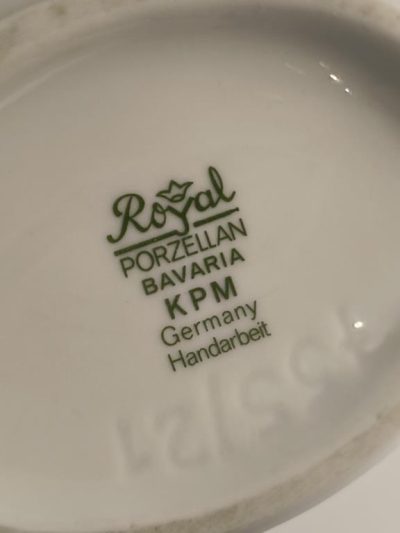 Royal
PORZELLAN
BAVARIA
KPM
Germany
Handarbeit